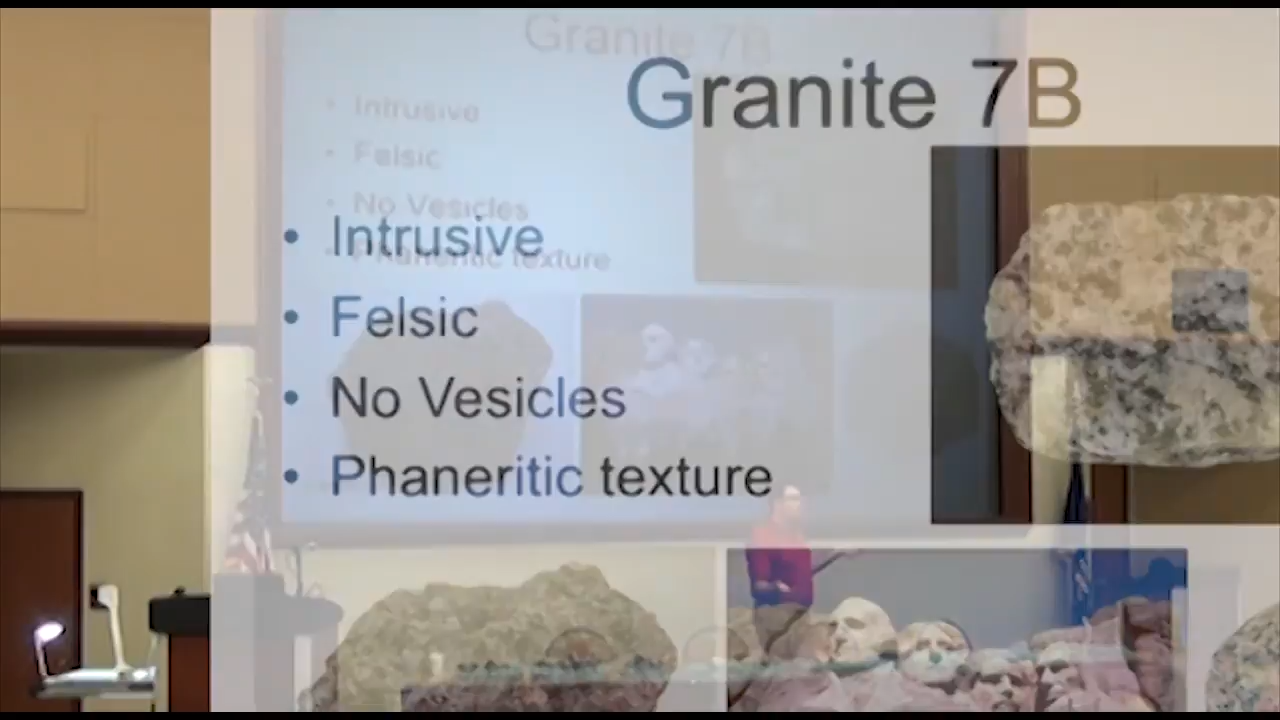 Granite 7B
Intrusive
Felsic
No Vesicles
Phaneritic texture
Granite 7B
• Intrusive
• Felsic
• No Vesicles
• Phaneritic texture